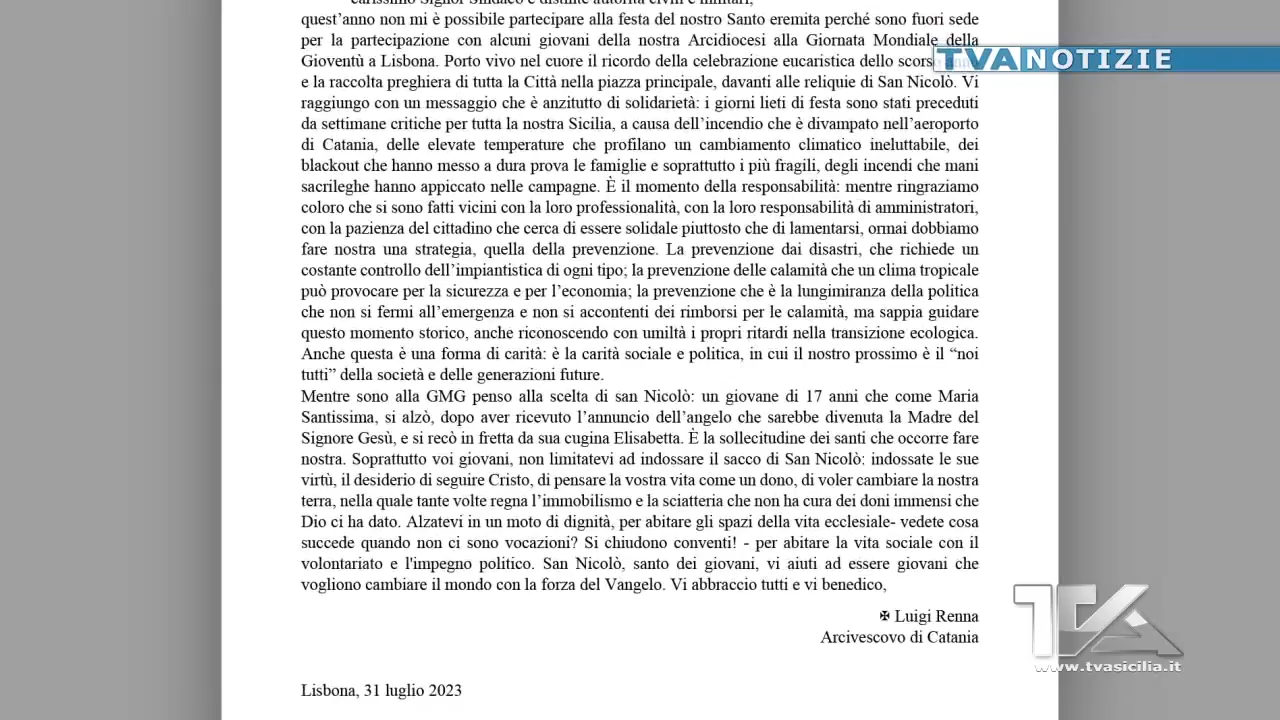 carissimo Signor Sindaco e distinte autorità civili e militari,
quest'anno non mi è possibile partecipare alla festa del nostro Santo eremita perché sono fuori sede
per la partecipazione con alcuni giovani della nostra Arcidiocesi alla Giornata Mondiale della
Gioventù a Lisbona. Porto vivo nel cuore il ricordo della celebrazione eucaristica dello scorso anno
e la raccolta preghiera di tutta la Città nella piazza principale, davanti alle reliquie di San Nicolò. Vi
raggiungo con un messaggio che è anzitutto di solidarietà: i giorni lieti di festa sono stati preceduti
da settimane critiche per tutta la nostra Sicilia, a causa dell'incendio che è divampato nell'aeroporto
di Catania, delle elevate temperature che profilano un cambiamento climatico ineluttabile, dei
blackout che hanno messo a dura prova le famiglie e soprattutto i più fragili, degli incendi che mani
sacrileghe hanno appiccato nelle campagne. È il momento della responsabilità: mentre ringraziamo
coloro che si sono fatti vicini con la loro professionalità, con la loro responsabilità di amministratori,
con la pazienza del cittadino che cerca di essere solidale piuttosto che di lamentarsi, ormai dobbiamo
fare nostra una strategia, quella della prevenzione. La prevenzione dai disastri, che richiede un
costante controllo dell'impiantistica di ogni tipo; la prevenzione delle calamità che un clima tropicale
può provocare per la sicurezza e per l'economia; la prevenzione che è la lungimiranza della politica
che non si fermi all'emergenza e non si accontenti dei rimborsi per le calamità, ma sappia guidare
questo momento storico, anche riconoscendo con umiltà i propri ritardi nella transizione ecologica.
Anche questa è una forma di carità: è la carità sociale e politica, in cui il nostro prossimo è il “noi
tutti” della società e delle generazioni future.
Mentre sono alla GMG penso alla scelta di san Nicolò: un giovane di 17 anni che come Maria
Santissima, si alzò, dopo aver ricevuto l'annuncio dell'angelo che sarebbe divenuta la Madre del
Signore Gesù, e si recò in fretta da sua cugina Elisabetta. È la sollecitudine dei santi che occorre fare
nostra. Soprattutto voi giovani, non limitatevi ad indossare il sacco di San Nicolò: indossate le sue
virtù, il desiderio di seguire Cristo, di pensare la vostra vita come un dono, di voler cambiare la nostra
terra, nella quale tante volte regna l'immobilismo e la sciatteria che non ha cura dei doni immensi che
Dio ci ha dato. Alzatevi in un moto di dignità, per abitare gli spazi della vita ecclesiale- vedete cosa
succede quando non ci sono vocazioni? Si chiudono conventi! - per abitare la vita sociale con il
volontariato e l'impegno politico. San Nicolò, santo dei giovani, vi aiuti ad essere giovani che
vogliono cambiare il mondo con la forza del Vangelo. Vi abbraccio tutti e vi benedico,
✠ Luigi Renna
Arcivescovo di Catania
Lisbona, 31 luglio 2023
TVANOTIZIE
TVA
www.tvasicilia.it